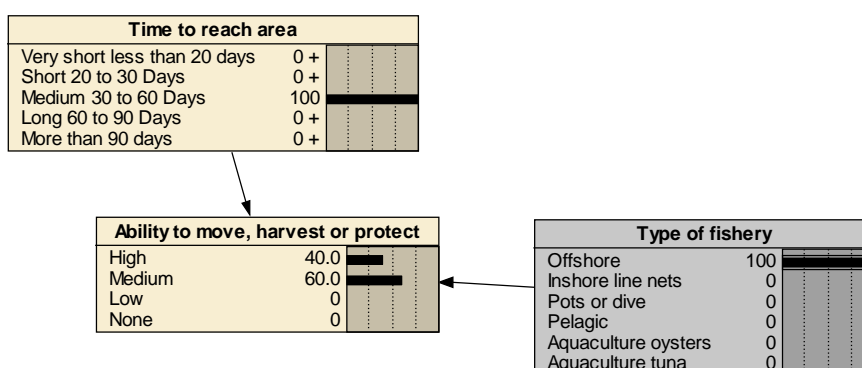 Time to reach area
Very short less than 20 days 0 +
Short 20 to 30 Days 0 +
Medium 30 to 60 Days 100
Long 60 to 90 Days 0 +
More than 90 days 0 +
Ability to move, harvest or protect
High 40.0
Medium 60.0
Low 0
None 0
Type of fishery
Offshore 100
Inshore line nets 0
Pots or dive 0
Pelagic 0
Aquaculture oysters 0
Aquaculture tuna 0